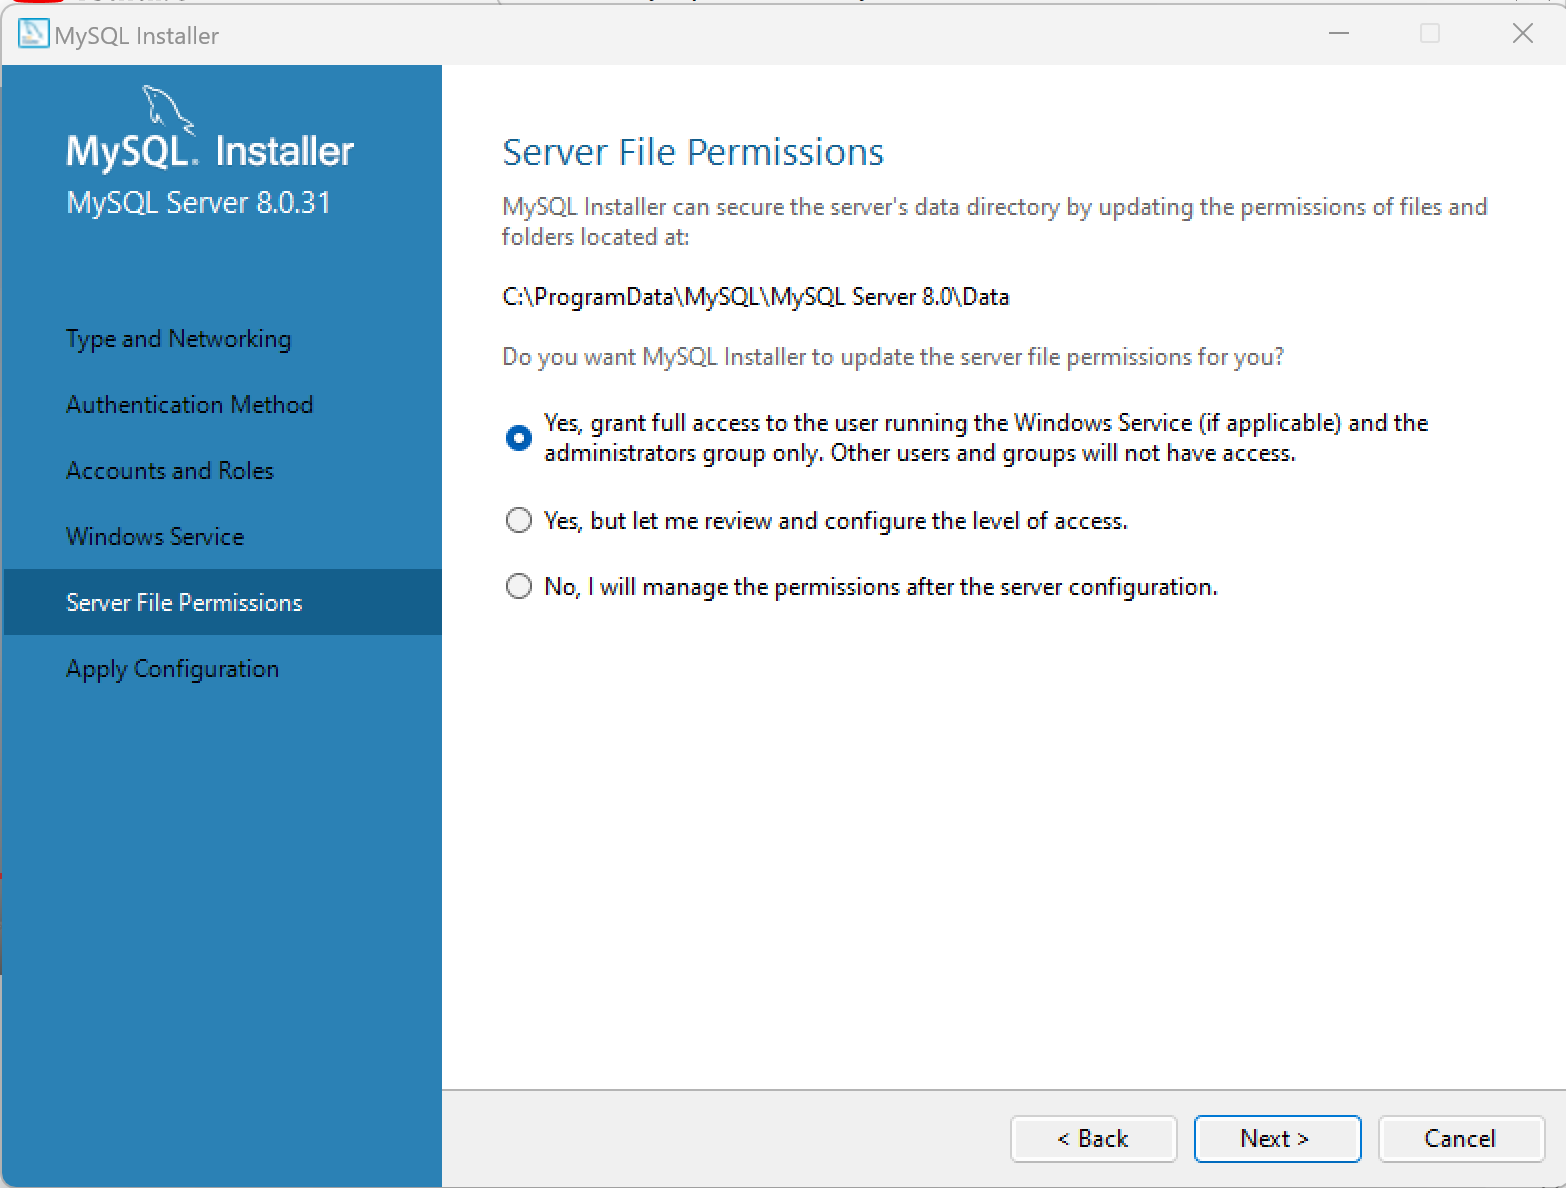 MySQL Installer
MySQL. Installer
MySQL Server 8.0.31
Type and Networking
Authentication Method
Accounts and Roles
Windows Service
Server File Permissions
Apply Configuration
Server File Permissions
MySQL Installer can secure the server's data directory by updating the permissions of files and
folders located at:
C:\ProgramData\MySQL\MySQL Server 8.0\Data
Do you want MySQL Installer to update the server file permissions for you?
Yes, grant full access to the user running the Windows Service (if applicable) and the
administrators group only. Other users and groups will not have access.
Yes, but let me review and configure the level of access.
No, I will manage the permissions after the server configuration.
< Back
Next >
Cancel